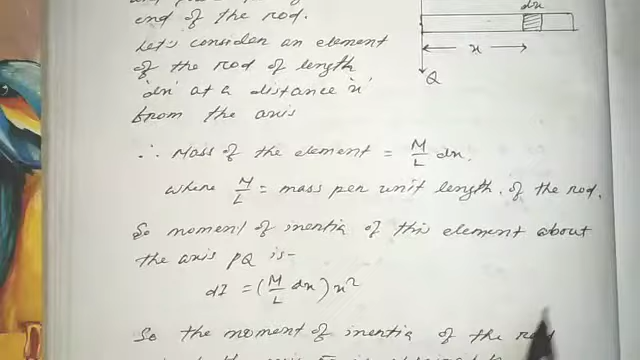 end of the rod.
dx
Let's consider an element
of the rod of length
x
'dx' at a distance 'x'
Q
from the axis
∴ Mass of the element = M/L dx.
where M/L = mass per unit length of the rod.
So moment of inertia of this element about
the axis PQ is-
dI = (M/L dx) x²
So the moment of inertia of the rod